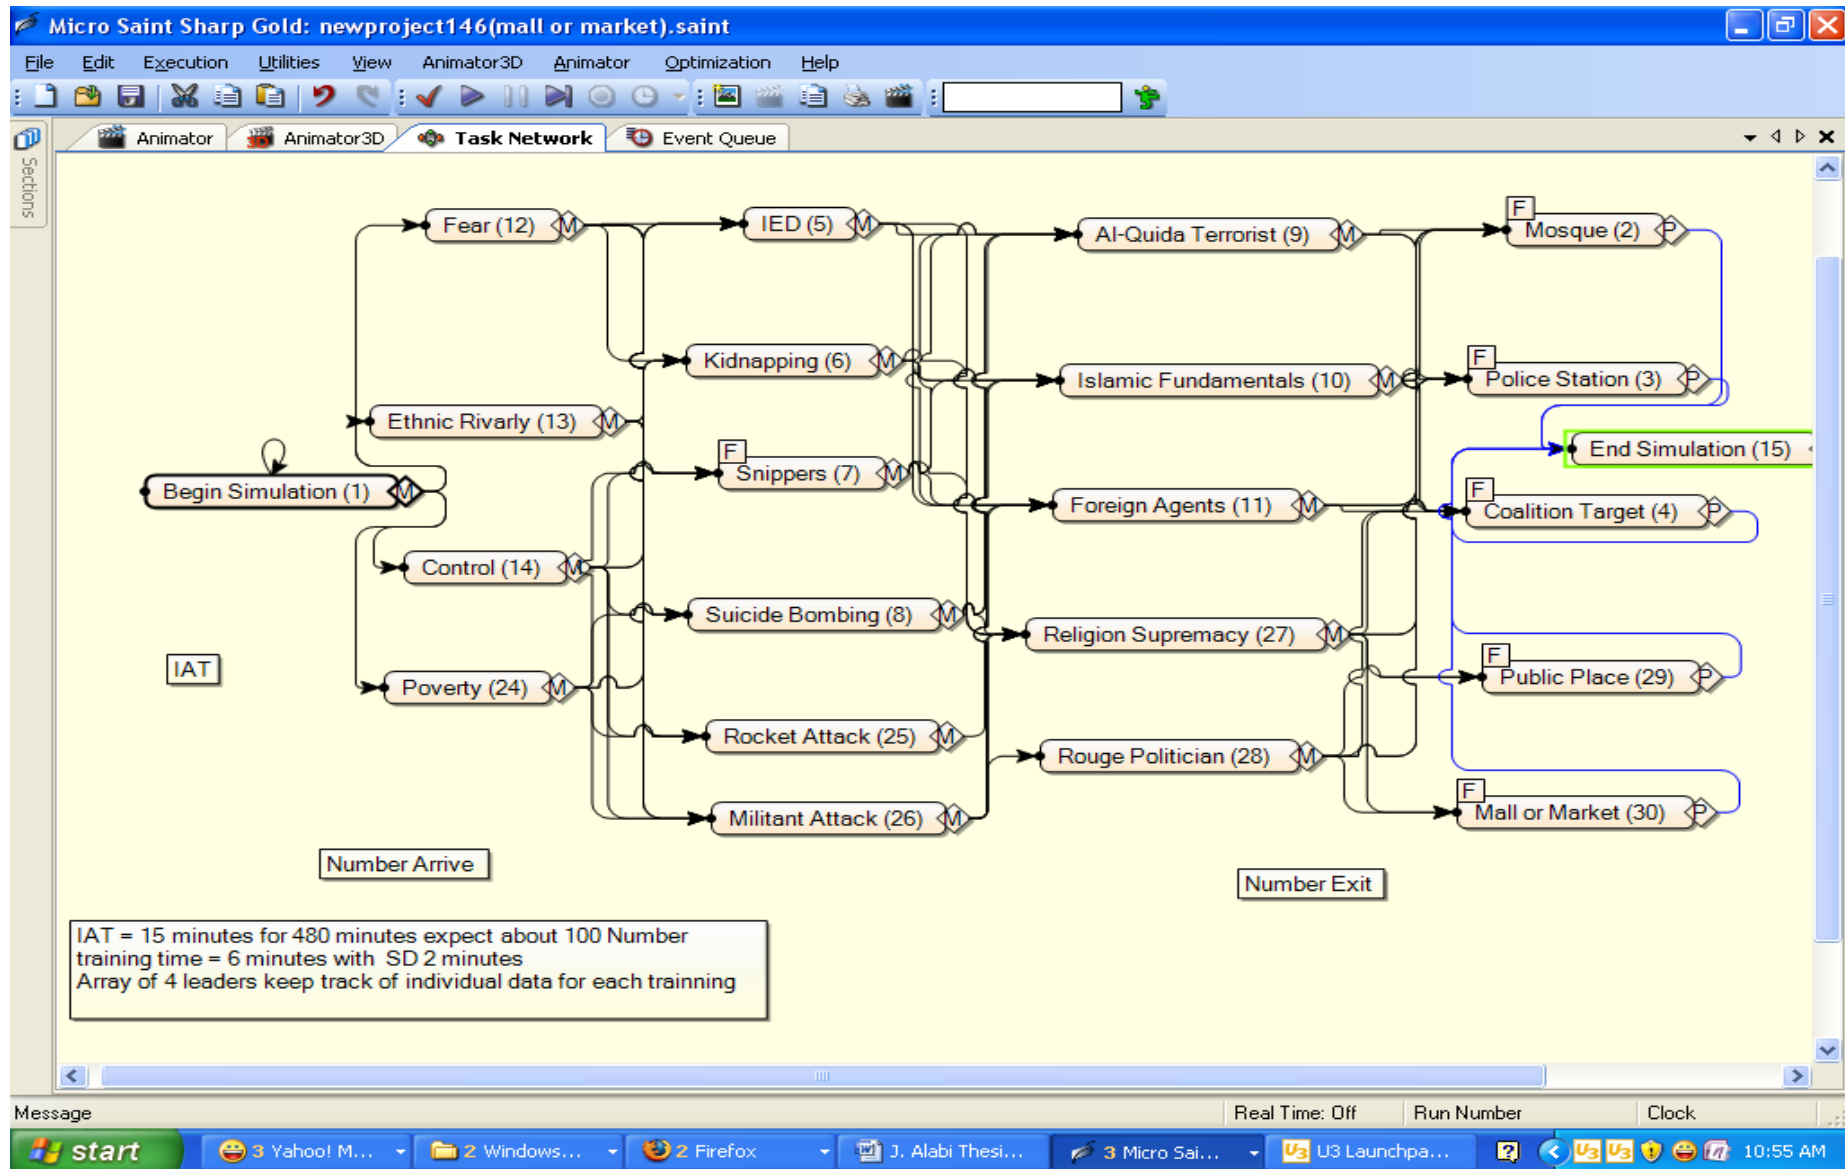 Micro Saint Sharp Gold: newproject146(mall or market).saint
File Edit Execution Utilities View Animator3D Animator Optimization Help
Animator Animator3D Task Network Event Queue
Sections
Fear (12) M
IED (5) M
Al-Quida Terrorist (9) M
F
Mosque (2) P
Kidnapping (6) M
Islamic Fundamentals (10) M
F
Police Station (3) P
Ethnic Rivarly (13) M
F
Snippers (7) M
End Simulation (15)
Begin Simulation (1) M
Foreign Agents (11) M
F
Coalition Target (4) P
Control (14) M
Suicide Bombing (8) M
Religion Supremacy (27) M
IAT
Poverty (24) M
F
Public Place (29) P
Rocket Attack (25) M
Rouge Politician (28) M
Militant Attack (26) M
F
Mall or Market (30) P
Number Arrive
Number Exit
IAT = 15 minutes for 480 minutes expect about 100 Number
training time = 6 minutes with SD 2 minutes
Array of 4 leaders keep track of individual data for each trainning
Message Real Time: Off Run Number Clock
start 3 Yahoo! M... 2 Windows... 2 Firefox J. Alabi Thesi... 3 Micro Sai... U3 U3 Launchpa... U3 U3 10:55 AM